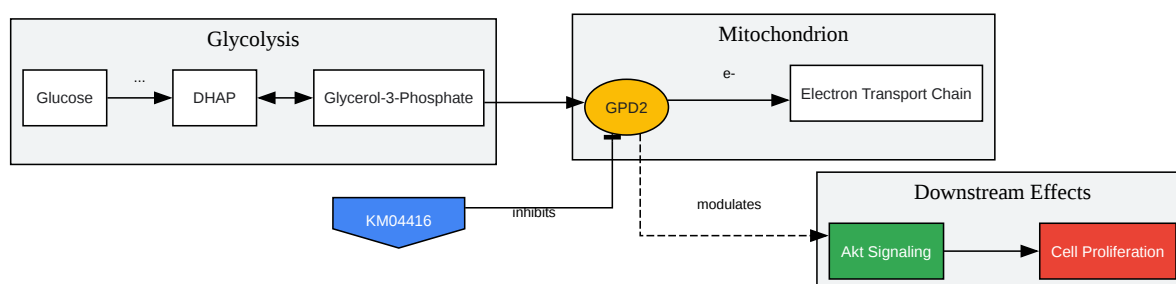 Glycolysis
Glucose
...
DHAP
Glycerol-3-Phosphate
Mitochondrion
GPD2
e-
Electron Transport Chain
KM04416
inhibits
modulates
Downstream Effects
Akt Signaling
Cell Proliferation